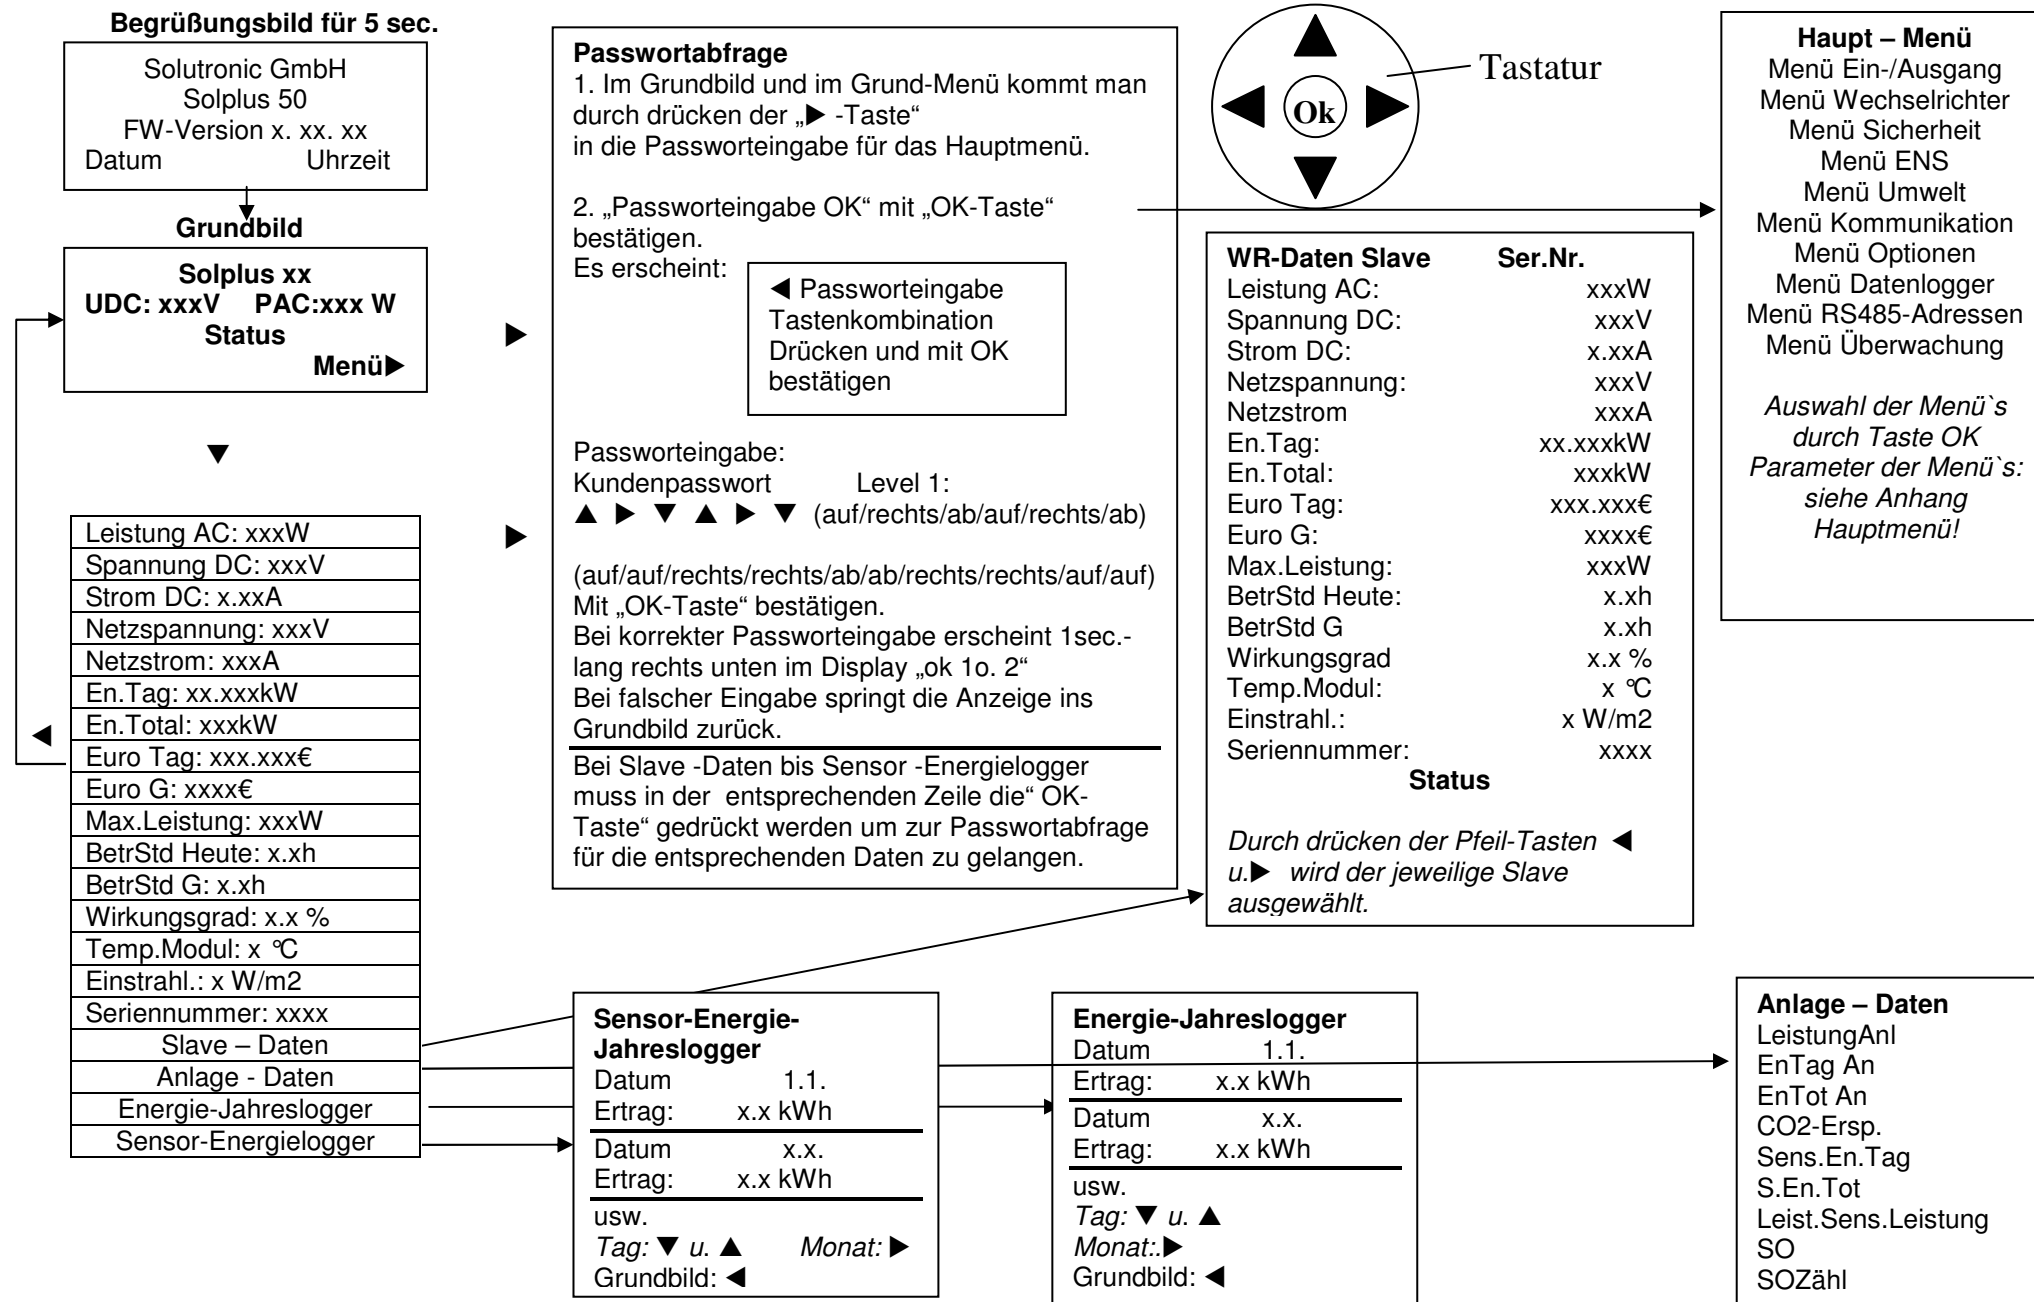 Begrüßungsbild für 5 sec.
Solutronic GmbH
Solplus 50
FW-Version x. xx. xx
Datum Uhrzeit
Grundbild
Solplus xx
UDC: xxxV PAC:xxx W
Status
Menü▶
▶
▼
Leistung AC: xxxW
Spannung DC: xxxV
Strom DC: x.xxA
Netzspannung: xxxV
Netzstrom: xxxA
En.Tag: xx.xxxkW
En.Total: xxxkW
Euro Tag: xxx.xxx€
Euro G: xxxx€
Max.Leistung: xxxW
BetrStd Heute: x.xh
BetrStd G: x.xh
Wirkungsgrad: x.x %
Temp.Modul: x °C
Einstrahl.: x W/m2
Seriennummer: xxxx
Slave – Daten
Anlage - Daten
Energie-Jahreslogger
Sensor-Energielogger
◀
▶
Passwortabfrage
1. Im Grundbild und im Grund-Menü kommt man
durch drücken der „▶ -Taste“
in die Passworteingabe für das Hauptmenü.
2. „Passworteingabe OK“ mit „OK-Taste“
bestätigen.
Es erscheint:
◀ Passworteingabe
Tastenkombination
Drücken und mit OK
bestätigen
Passworteingabe:
Kundenpasswort Level 1:
▲ ▶ ▼ ▲ ▶ ▼ (auf/rechts/ab/auf/rechts/ab)
(auf/auf/rechts/rechts/ab/ab/rechts/rechts/auf/auf)
Mit „OK-Taste“ bestätigen.
Bei korrekter Passworteingabe erscheint 1sec.-
lang rechts unten im Display „ok 1o. 2“
Bei falscher Eingabe springt die Anzeige ins
Grundbild zurück.
Bei Slave -Daten bis Sensor -Energielogger
muss in der entsprechenden Zeile die“ OK-
Taste“ gedrückt werden um zur Passwortabfrage
für die entsprechenden Daten zu gelangen.
▲
◀ Ok ▶
▼
Tastatur
WR-Daten Slave Ser.Nr.
Leistung AC: xxxW
Spannung DC: xxxV
Strom DC: x.xxA
Netzspannung: xxxV
Netzstrom xxxA
En.Tag: xx.xxxkW
En.Total: xxxkW
Euro Tag: xxx.xxx€
Euro G: xxxx€
Max.Leistung: xxxW
BetrStd Heute: x.xh
BetrStd G x.xh
Wirkungsgrad x.x %
Temp.Modul: x °C
Einstrahl.: x W/m2
Seriennummer: xxxx
Status
Durch drücken der Pfeil-Tasten ◀
u.▶ wird der jeweilige Slave
ausgewählt.
Haupt – Menü
Menü Ein-/Ausgang
Menü Wechselrichter
Menü Sicherheit
Menü ENS
Menü Umwelt
Menü Kommunikation
Menü Optionen
Menü Datenlogger
Menü RS485-Adressen
Menü Überwachung
Auswahl der Menü`s
durch Taste OK
Parameter der Menü`s:
siehe Anhang
Hauptmenü!
Sensor-Energie-
Jahreslogger
Datum 1.1.
Ertrag: x.x kWh
Datum x.x.
Ertrag: x.x kWh
usw.
Tag: ▼ u. ▲ Monat: ▶
Grundbild: ◀
Energie-Jahreslogger
Datum 1.1.
Ertrag: x.x kWh
Datum x.x.
Ertrag: x.x kWh
usw.
Tag: ▼ u. ▲
Monat:.▶
Grundbild: ◀
Anlage – Daten
LeistungAnl
EnTag An
EnTot An
CO2-Ersp.
Sens.En.Tag
S.En.Tot
Leist.Sens.Leistung
SO
SOZähl